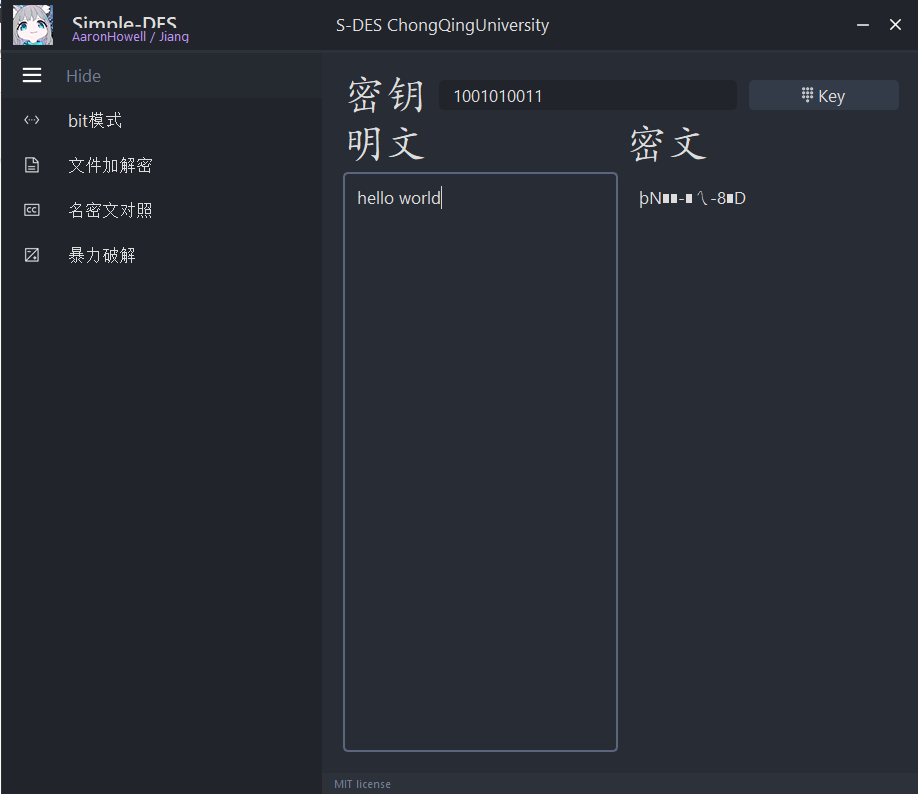 Simple-DES
AaronHowell / Jiang
S-DES ChongQingUniversity
Hide
bit模式
文件加解密
名密文对照
暴力破解
密钥
1001010011
Key
明文
密文
hello world
MIT license